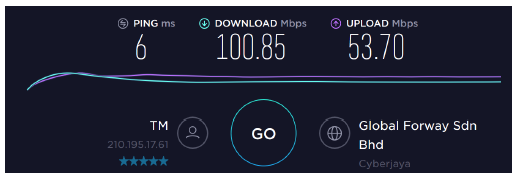 PING ms DOWNLOAD Mbps UPLOAD Mbps
6 100.85 53.70
TM
210.195.17.61
GO
Global Forway Sdn
Bhd
Cyberjaya